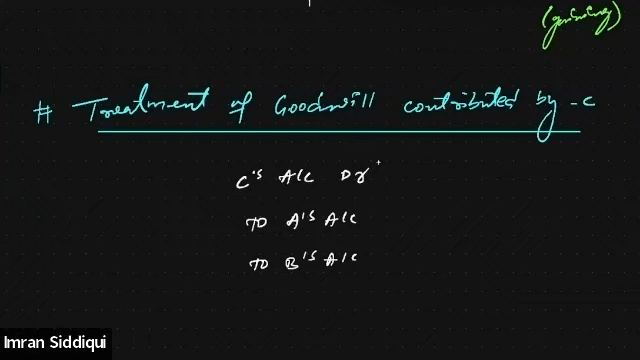 (gaining)
# Treatment of Goodwill contributed by -C
C's A/C Dr
TO A's A/C
TO B's A/C
Imran Siddiqui